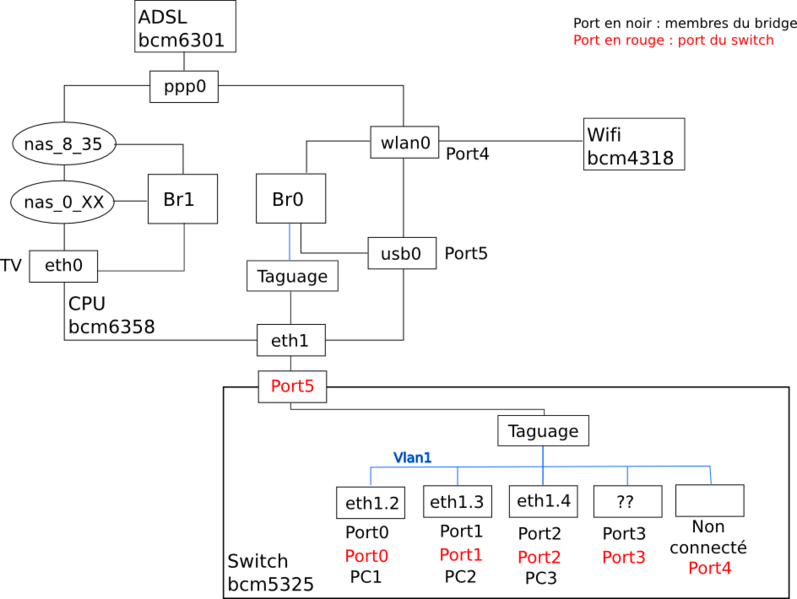 ADSL
bcm6301
Port en noir : membres du bridge
Port en rouge : port du switch
ppp0
nas_8_35
wlan0
Port4
Wifi
bcm4318
nas_0_XX
Br1
Br0
TV
eth0
usb0
Port5
Taguage
CPU
bcm6358
eth1
Port5
Taguage
Vlan1
eth1.2
eth1.3
eth1.4
??
Port0
Port1
Port2
Port3
Non
connecté
Port0
Port1
Port2
Port3
Port4
PC1
PC2
PC3
Switch
bcm5325